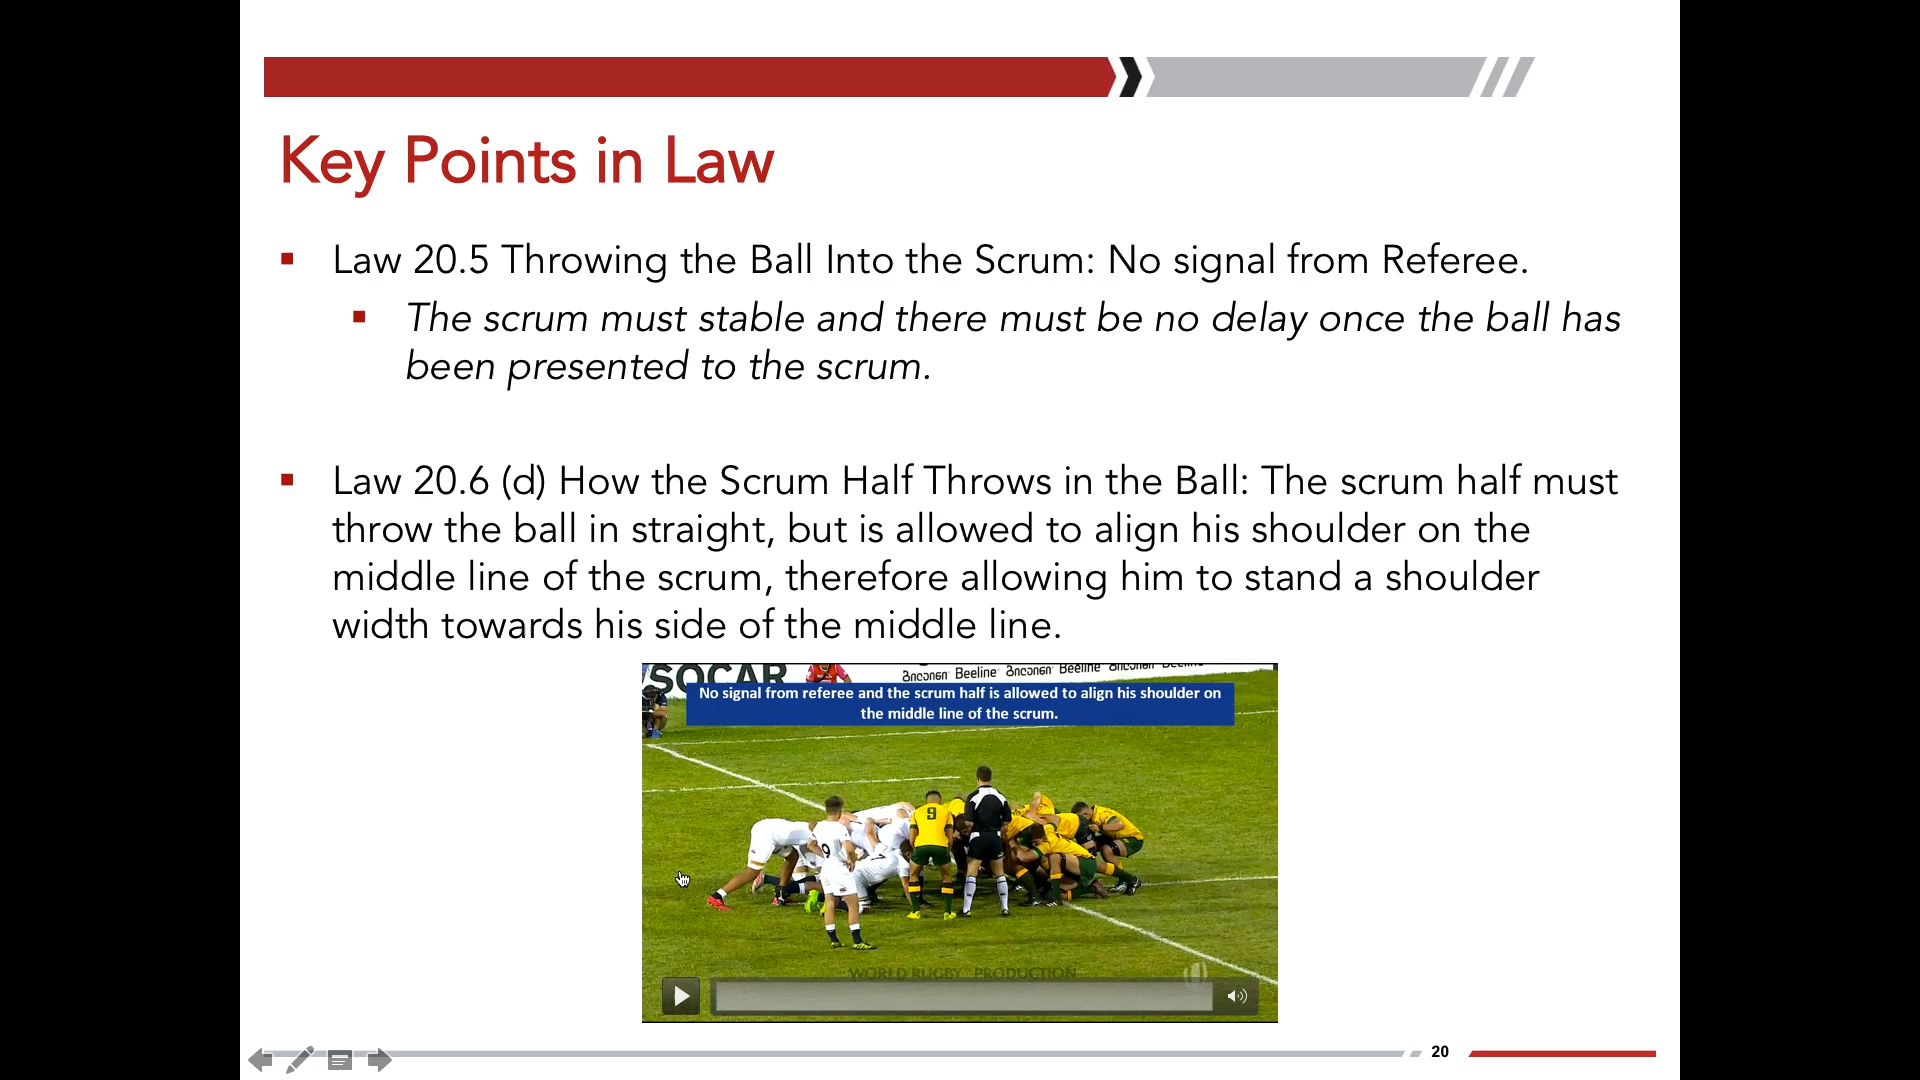 Key Points in Law
Law 20.5 Throwing the Ball Into the Scrum: No signal from Referee.
The scrum must stable and there must be no delay once the ball has
been presented to the scrum.
Law 20.6 (d) How the Scrum Half Throws in the Ball: The scrum half must
throw the ball in straight, but is allowed to align his shoulder on the
middle line of the scrum, therefore allowing him to stand a shoulder
width towards his side of the middle line.
SOCAR
Beeline Beeline
No signal from referee and the scrum half is allowed to align his shoulder on
the middle line of the scrum.
9
9
WORLD RUGBY PRODUCTION
20